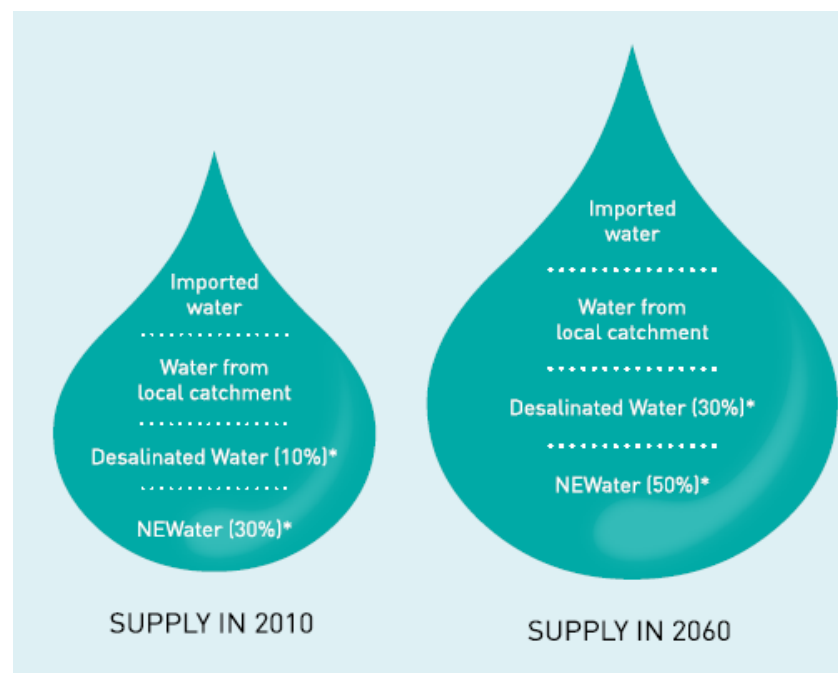 Imported
water
Water from
local catchment
Desalinated Water (10%)*
NEWater (30%)*
SUPPLY IN 2010
Imported
water
Water from
local catchment
Desalinated Water (30%)*
NEWater (50%)*
SUPPLY IN 2060